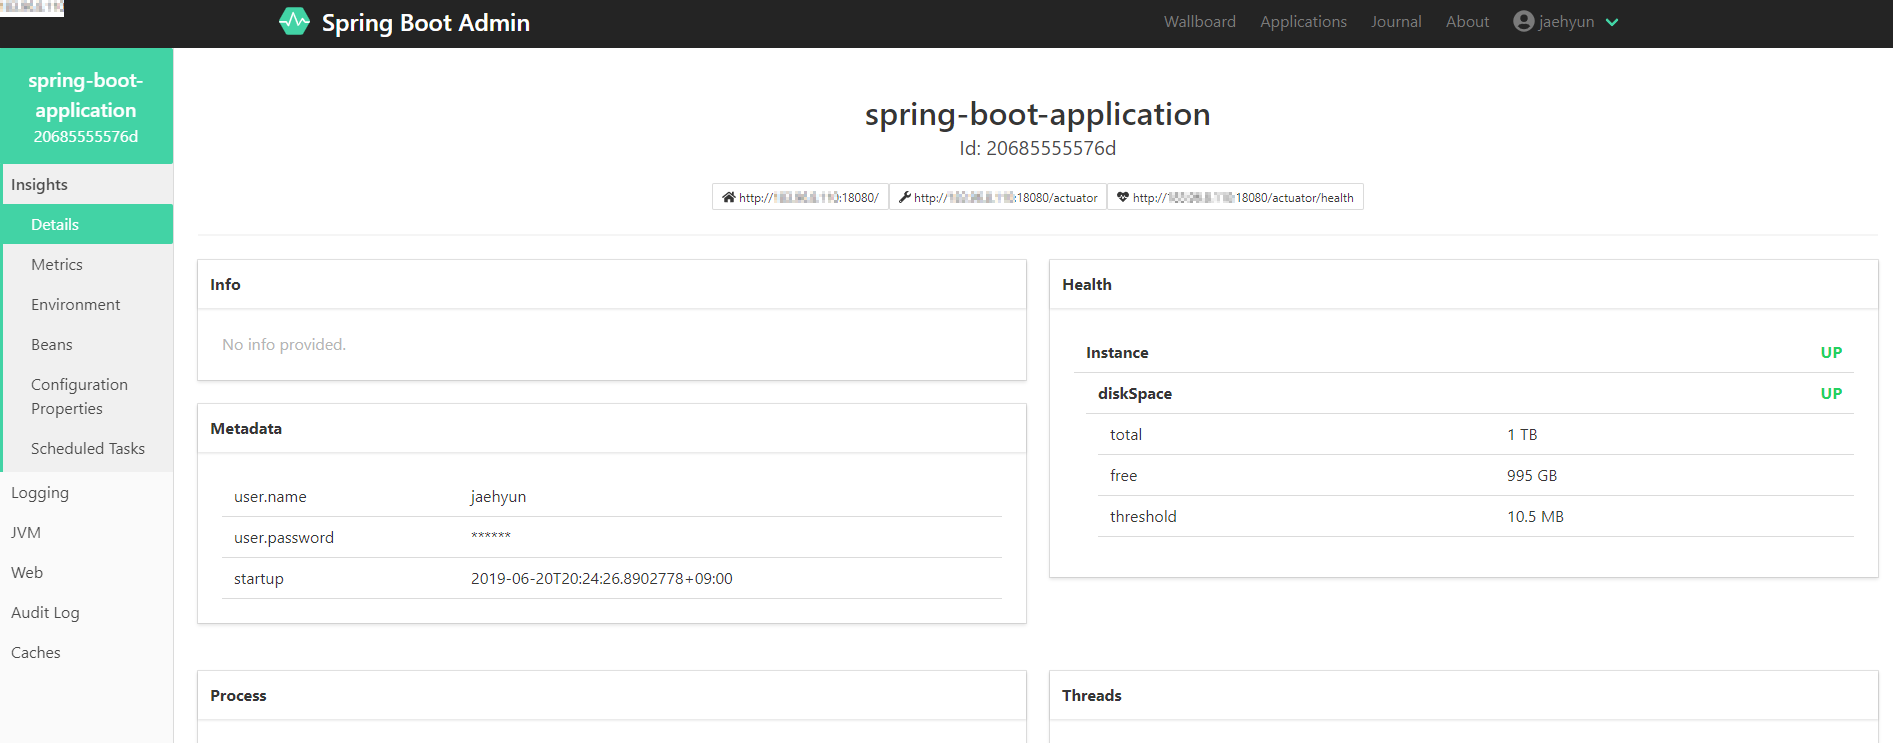 Spring Boot Admin
Wallboard Applications Journal About jaehyun
spring-boot-
application
20685555576d
Insights
Details
Metrics
Environment
Beans
Configuration
Properties
Scheduled Tasks
Logging
JVM
Web
Audit Log
Caches
spring-boot-application
Id: 20685555576d
http:// :18080/ http:// :18080/actuator http:// 18080/actuator/health
Info
No info provided.
Metadata
user.name jaehyun
user.password ******
startup 2019-06-20T20:24:26.8902778+09:00
Health
Instance UP
diskSpace UP
total 1 TB
free 995 GB
threshold 10.5 MB
Process
Threads